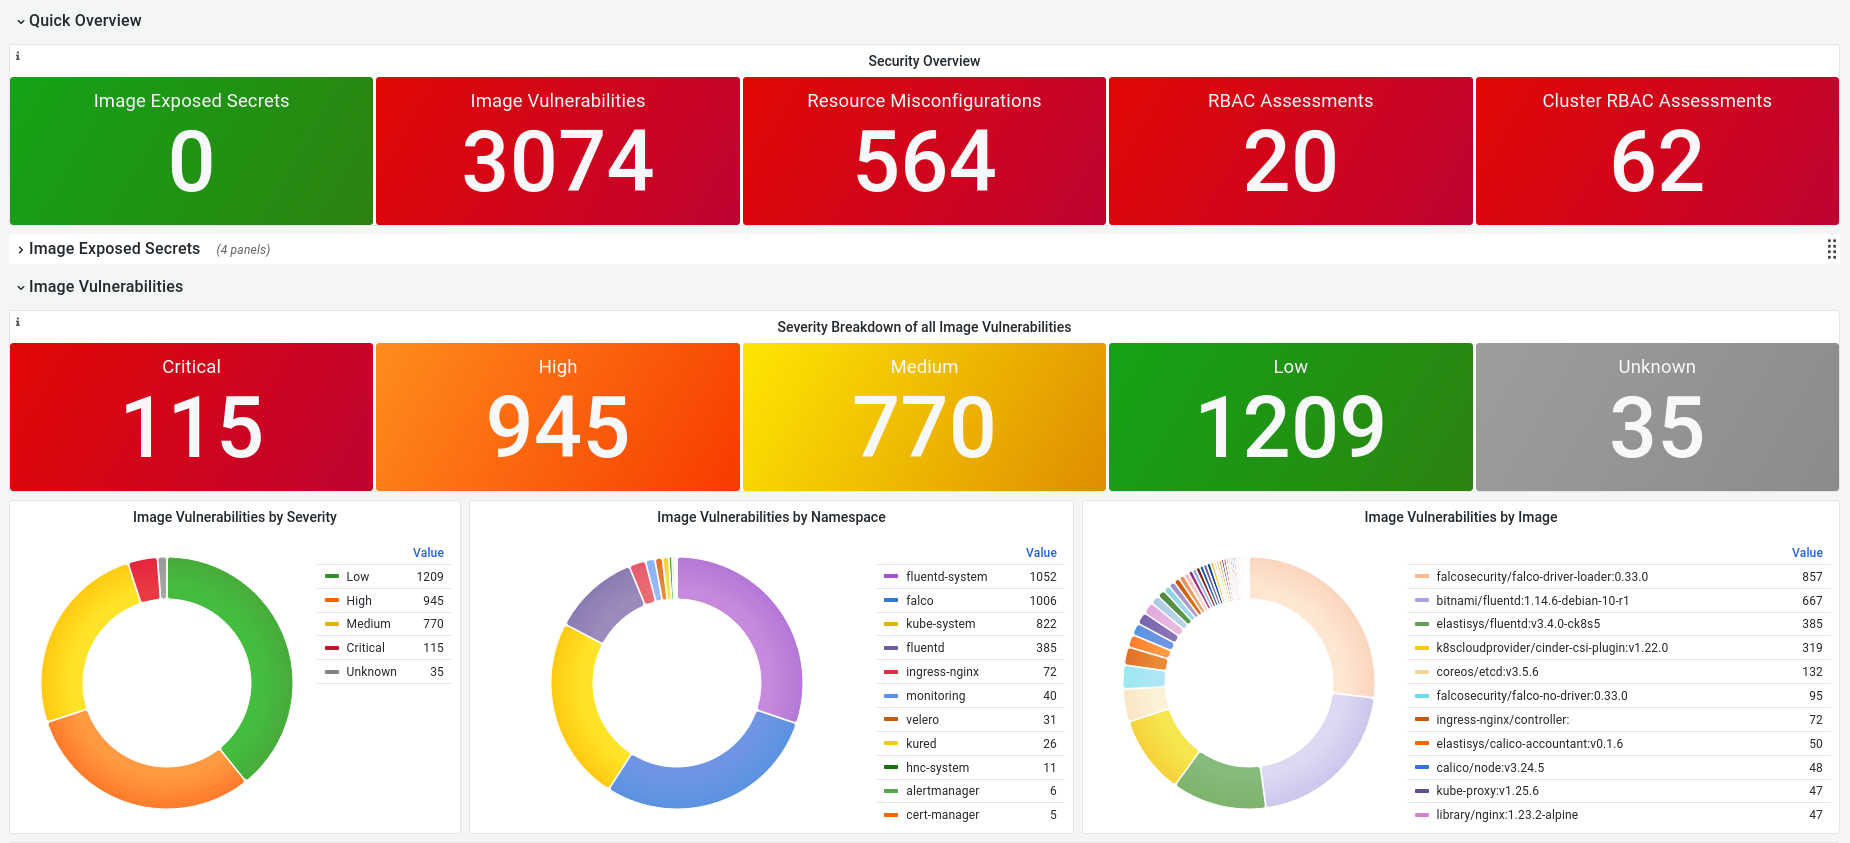 Quick Overview
Security Overview
Image Exposed Secrets
0
Image Vulnerabilities
3074
Resource Misconfigurations
564
RBAC Assessments
20
Cluster RBAC Assessments
62
Image Exposed Secrets (4 panels)
Image Vulnerabilities
Severity Breakdown of all Image Vulnerabilities
Critical
115
High
945
Medium
770
Low
1209
Unknown
35
Image Vulnerabilities by Severity
Value
Low 1209
High 945
Medium 770
Critical 115
Unknown 35
Image Vulnerabilities by Namespace
Value
fluentd-system 1052
falco 1006
kube-system 822
fluentd 385
ingress-nginx 72
monitoring 40
velero 31
kured 26
hnc-system 11
alertmanager 6
cert-manager 5
Image Vulnerabilities by Image
Value
falcosecurity/falco-driver-loader:0.33.0 857
bitnami/fluentd:1.14.6-debian-10-r1 667
elastisys/fluentd:v3.4.0-ck8s5 385
k8scloudprovider/cinder-csi-plugin:v1.22.0 319
coreos/etcd:v3.5.6 132
falcosecurity/falco-no-driver:0.33.0 95
ingress-nginx/controller: 72
elastisys/calico-accountant:v0.1.6 50
calico/node:v3.24.5 48
kube-proxy:v1.25.6 47
library/nginx:1.23.2-alpine 47